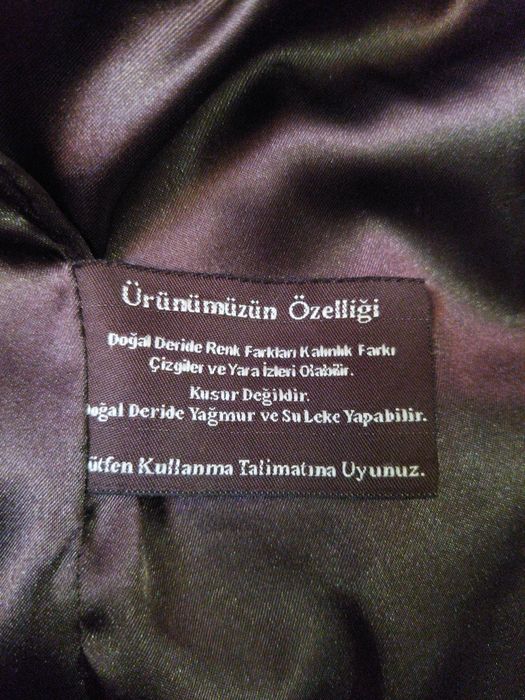 Ürünümüzün Özelliği
Doğal Deride Renk Farkları Kalınlık Farkı
Çizgiler ve Yara İzleri Olabilir.
Kusur Değildir.
Doğal Deride Yağmur ve Su Leke Yapabilir.
Lütfen Kullanma Talimatına Uyunuz.